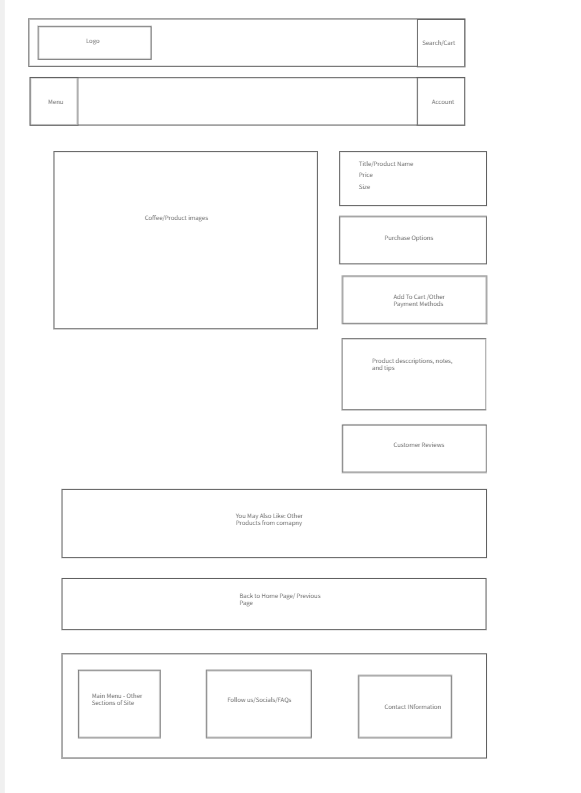 Logo
Search/Cart
Menu
Account
Coffee/Product images
Title/Product Name
Price
Size
Purchase Options
Add To Cart /Other
Payment Methods
Product desccriptions, notes,
and tips
Customer Reviews
You May Also Like: Other
Products from comapny
Back to Home Page/ Previous
Page
Main Menu - Other
Sections of Site
Follow us/Socials/FAQs
Contact INformation